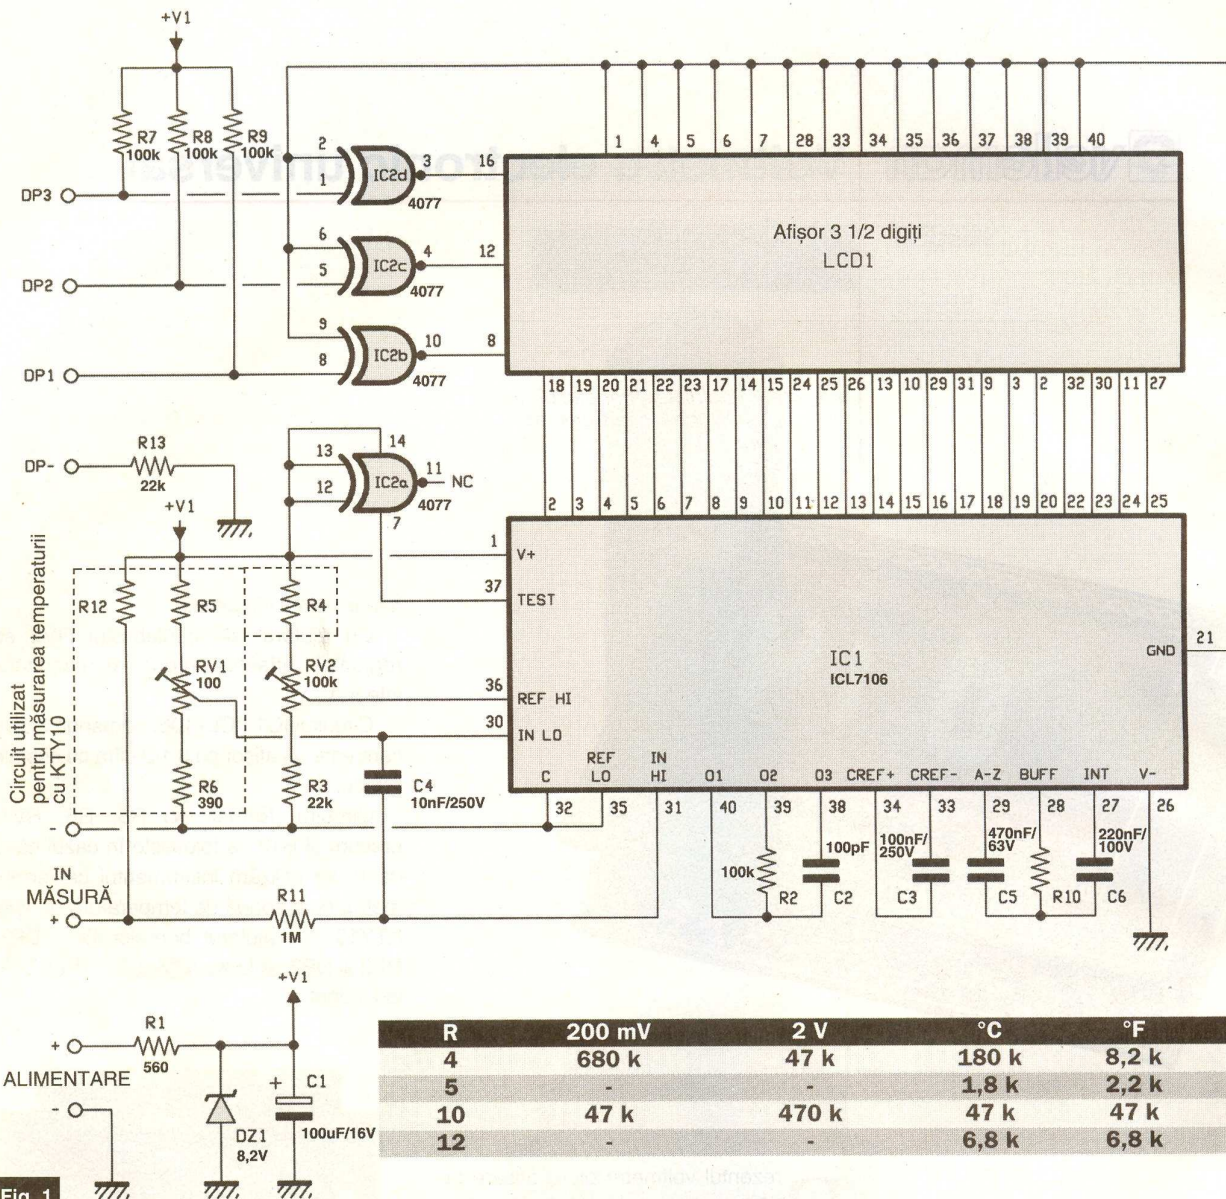 +V1
R7
100k
R8
100k
R9
100k
2
1
3
16
IC2d
4077
DP3
6
5
4
12
IC2c
4077
DP2
9
8
10
8
IC2b
4077
DP1
1 4 5 6 7 28 33 34 35 36 37 38 39 40
Afișor 3 1/2 digiți
LCD1
18 19 20 21 22 23 17 14 15 24 25 26 13 10 29 31 9 3 2 32 30 11 27
DP-
R13
22k
13
12
14
11
NC
IC2a
4077
7
2 3 4 5 6 7 8 9 10 11 12 13 14 15 16 17 18 19 20 22 23 24 25
+V1
1
V+
37
TEST
Circuit utilizat
pentru măsurarea temperaturii
cu KTY10
R12
R5
R4
RV1
100
RV2
100k
R6
390
R3
22k
C4
10nF/250V
36
REF HI
30
IN LO
IC1
ICL7106
GND
21
C
REF
LO
IN
HI
O1
O2
O3
CREF+
CREF-
A-Z
BUFF
INT
V-
32 35 31 40 39 38 34 33 29 28 27 26
-
IN
MĂSURĂ
+
R11
1M
100k
R2
100pF
C2
100nF/
250V
C3
470nF/
63V
C5
R10
220nF/
100V
C6
+V1
+
R1
560
ALIMENTARE
-
DZ1
8,2V
+
C1
100uF/16V
R 200 mV 2 V °C °F
4 680 k 47 k 180 k 8,2 k
5 - - 1,8 k 2,2 k
10 47 k 470 k 47 k 47 k
12 - - 6,8 k 6,8 k
Fig. 1